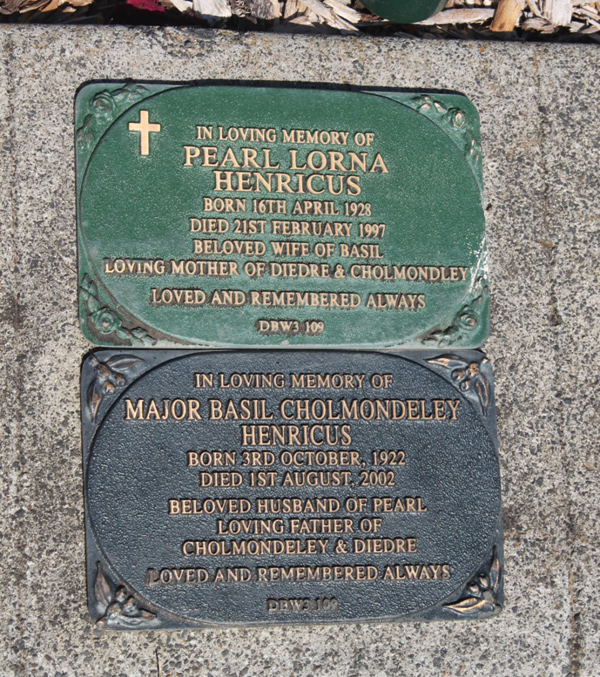 IN LOVING MEMORY OF
PEARL LORNA
HENRICUS
BORN 16TH APRIL 1928
DIED 21ST FEBRUARY 1997
BELOVED WIFE OF BASIL
LOVING MOTHER OF DIEDRE & CHOLMONDLEY
LOVED AND REMEMBERED ALWAYS
DBW3 109
IN LOVING MEMORY OF
MAJOR BASIL CHOLMONDELEY
HENRICUS
BORN 3RD OCTOBER, 1922
DIED 1ST AUGUST, 2002
BELOVED HUSBAND OF PEARL
LOVING FATHER OF
CHOLMONDELEY & DIEDRE
LOVED AND REMEMBERED ALWAYS
DBW3 109